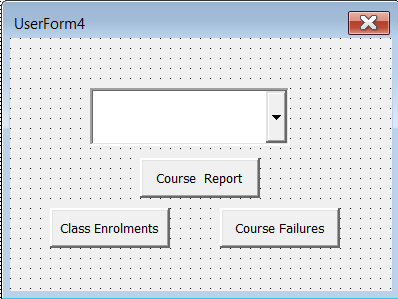 UserForm4
Course  Report
Class Enrolments
Course Failures